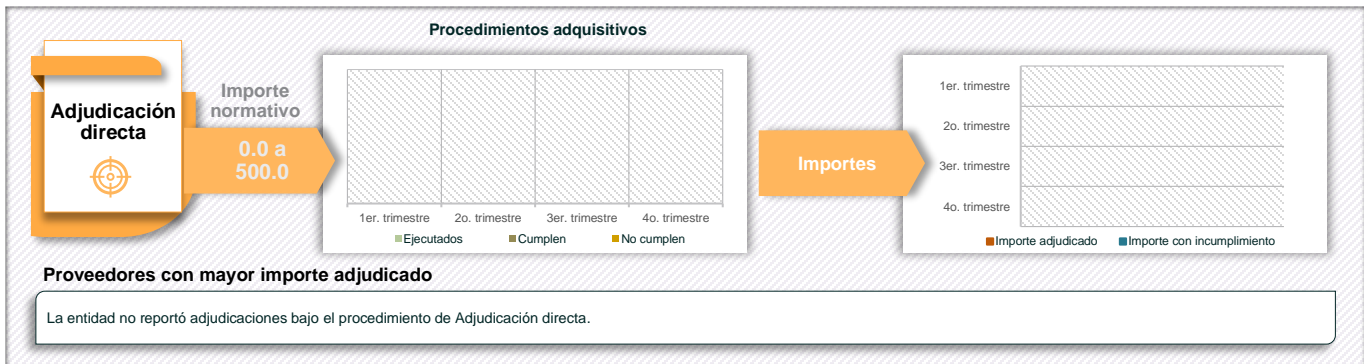 Procedimientos adquisitivos
Adjudicación
directa
Importe
normativo
0.0 a
500.0
1er. trimestre
2o. trimestre
3er. trimestre
4o. trimestre
Ejecutados
Cumplen
No cumplen
Importes
1er. trimestre
2o. trimestre
3er. trimestre
4o. trimestre
Importe adjudicado
Importe con incumplimiento
Proveedores con mayor importe adjudicado
La entidad no reportó adjudicaciones bajo el procedimiento de Adjudicación directa.